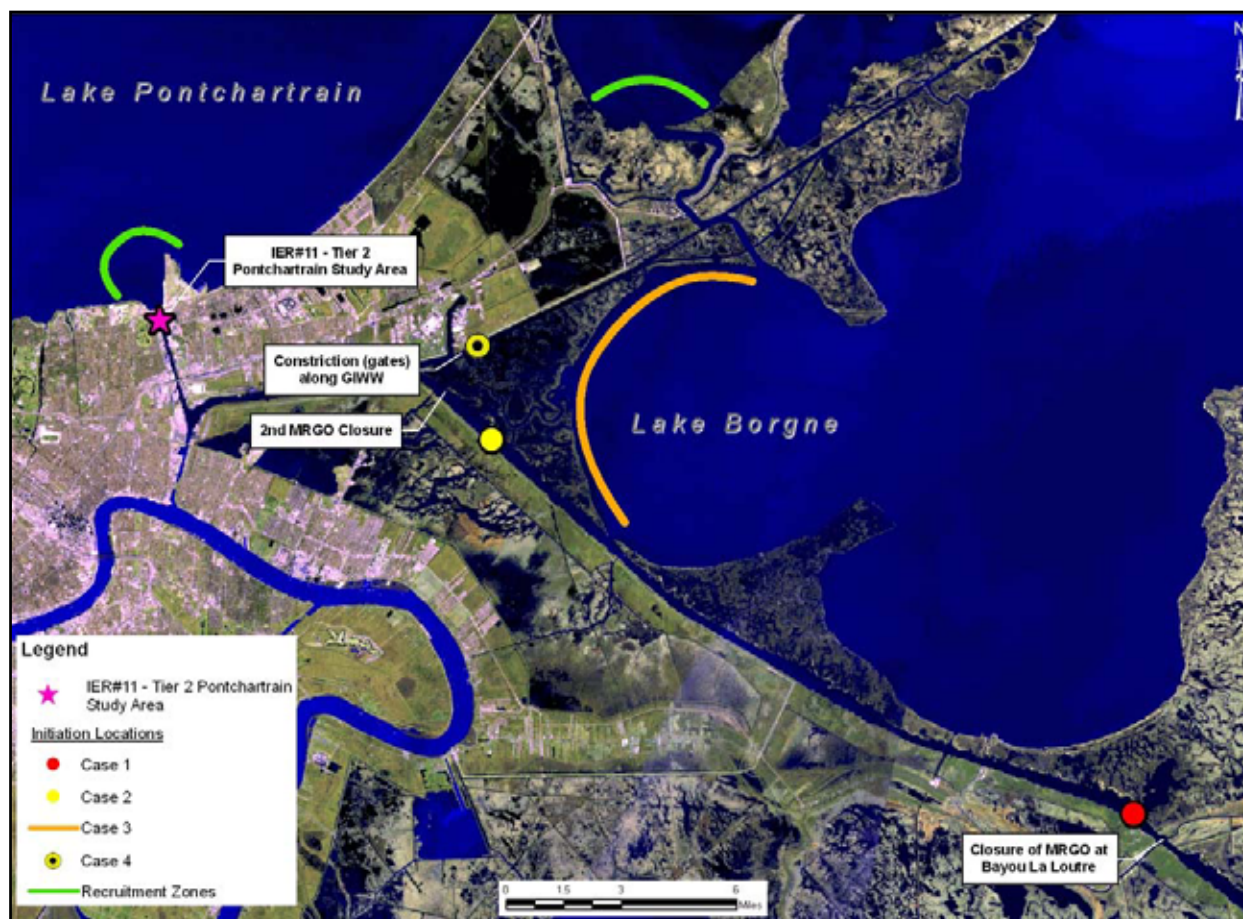 N
Lake Pontchartrain
IER#11 - Tier 2
Pontchartrain Study Area
Constriction (gates)
along GIWW
2nd MRGO Closure
Lake Borgne
Legend
IER#11 - Tier 2 Pontchartrain
Study Area
Initiation Locations
Case 1
Case 2
Case 3
Case 4
Recruitment Zones
Closure of MRGO at
Bayou La Loutre
0 1.5 3 6
Miles